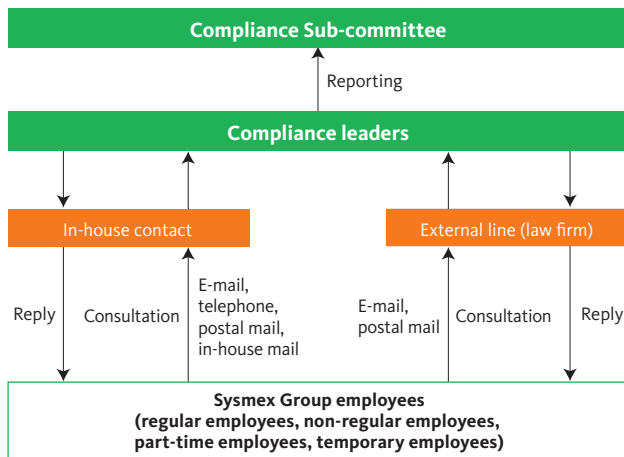 Compliance Sub-committee
Reporting
Compliance leaders
In-house contact
External line (law firm)
Reply
Consultation
E-mail,
telephone,
postal mail,
in-house mail
E-mail,
postal mail
Consultation
Reply
Sysmex Group employees
(regular employees, non-regular employees,
part-time employees, temporary employees)